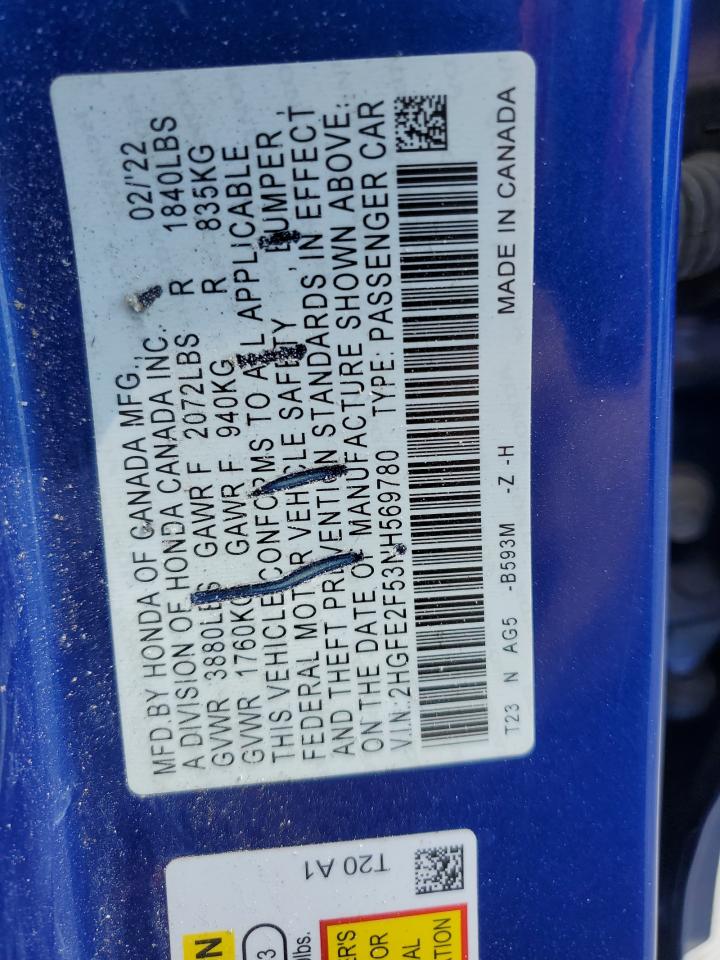 MFD.BY HONDA OF CANADA MFG., 02/'22
A DIVISION OF HONDA CANADA INC.
GVWR 3880LBS GAWR F 2072LBS R 1840LBS
GVWR 1760KG GAWR F 940KG R 835KG
THIS VEHICLE CONFORMS TO ALL APPLICABLE
FEDERAL MOTOR VEHICLE SAFETY, BUMPER,
AND THEFT PREVENTION STANDARDS IN EFFECT
ON THE DATE OF MANUFACTURE SHOWN ABOVE.
V.I.N.:2HGFE2F53NH569780 TYPE: PASSENGER CAR
T23 N AG5 -B593M -Z -H MADE IN CANADA
T20 A1
3
lbs.